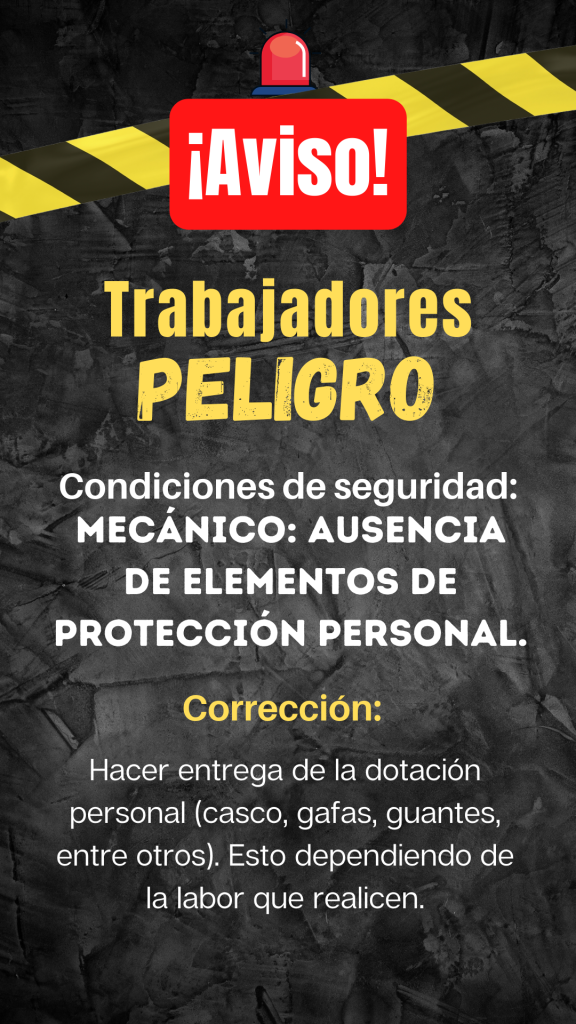 ¡Aviso!
Trabajadores
PELIGRO
Condiciones de seguridad:
MECÁNICO: AUSENCIA
DE ELEMENTOS DE
PROTECCIÓN PERSONAL.
Corrección:
Hacer entrega de la dotación
personal (casco, gafas, guantes,
entre otros). Esto dependiendo de
la labor que realicen.